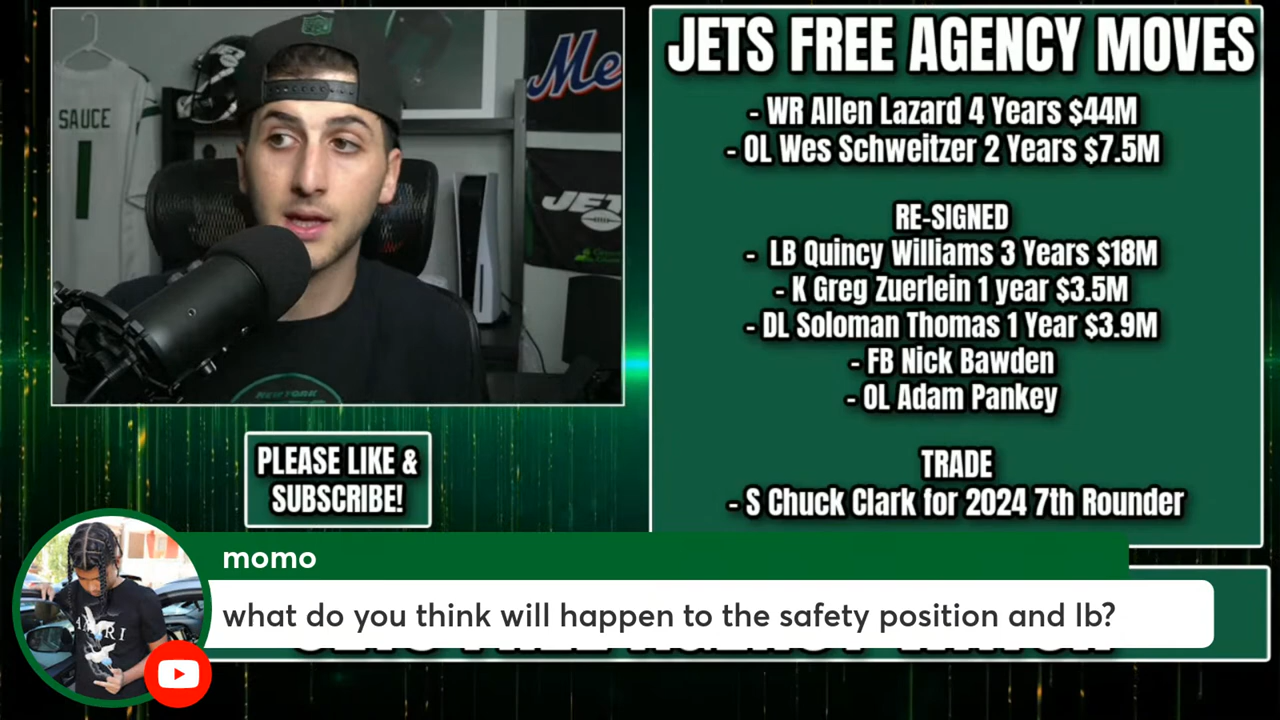 SAUCE
1
Me
JET
NEW YORK
JETS FREE AGENCY MOVES
- WR Allen Lazard 4 Years $44M
- OL Wes Schweitzer 2 Years $7.5M
RE-SIGNED
- LB Quincy Williams 3 Years $18M
- K Greg Zuerlein 1 year $3.5M
- DL Soloman Thomas 1 Year $3.9M
- FB Nick Bawden
- OL Adam Pankey
TRADE
- S Chuck Clark for 2024 7th Rounder
PLEASE LIKE &
SUBSCRIBE!
momo
what do you think will happen to the safety position and lb?